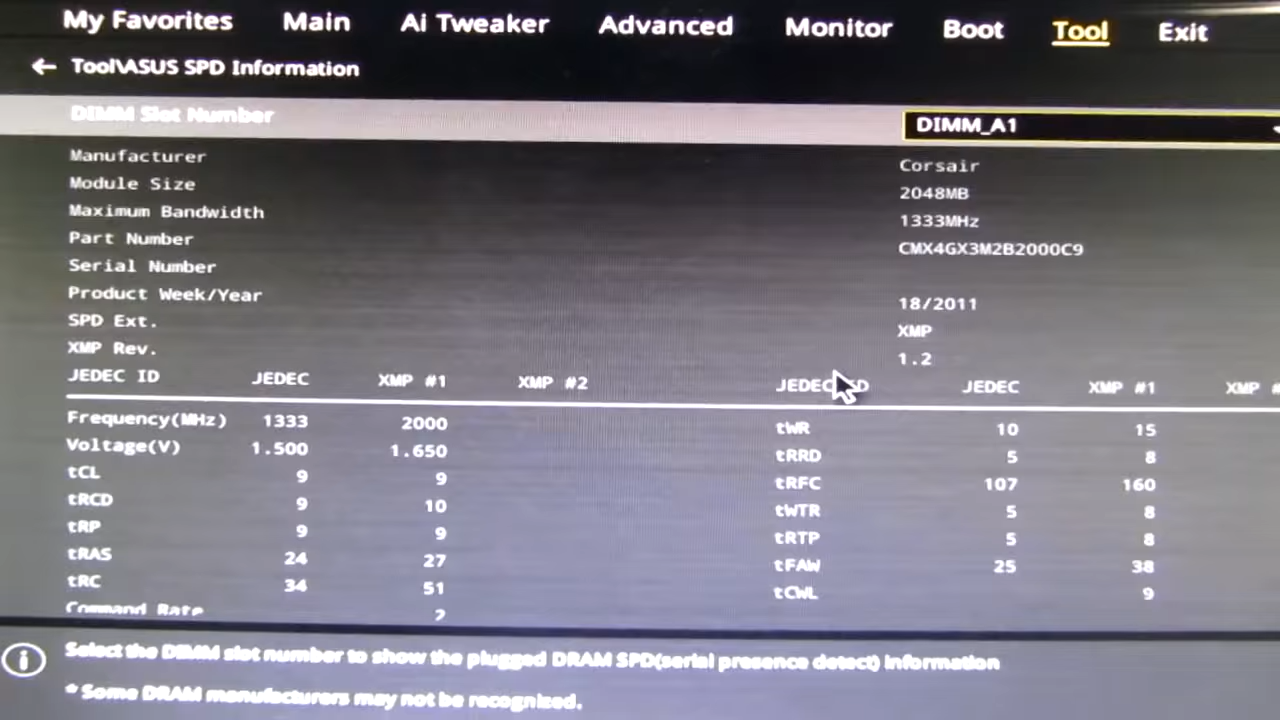 My Favorites Main Ai Tweaker Advanced Monitor Boot Tool Exit
Tool\ASUS SPD Information
DIMM Slot Number DIMM_A1
Manufacturer Corsair
Module Size 2048MB
Maximum Bandwidth 1333MHz
Part Number CMX4GX3M2B2000C9
Serial Number
Product Week/Year 18/2011
SPD Ext. XMP
XMP Rev. 1.2
JEDEC ID JEDEC XMP #1 XMP #2 JEDEC ID JEDEC XMP #1 XMP #
Frequency(MHz) 1333 2000 tWR 10 15
Voltage(V) 1.500 1.650 tRRD 5 8
tCL 9 9 tRFC 107 160
tRCD 9 10 tWTR 5 8
tRP 9 9 tRTP 5 8
tRAS 24 27 tFAW 25 38
tRC 34 51 tCWL 9
Command Rate 2
Select the DIMM slot number to show the plugged DRAM SPD(serial presence detect) information
* Some DRAM manufacturers may not be recognized.